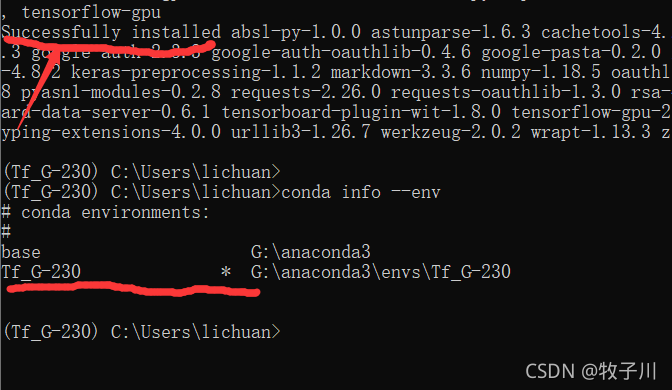 , tensorflow-gpu
Successfully installed absl-py-1.0.0 astunparse-1.6.3 cachetools-4.
.3 google-auth-2.3.3 google-auth-oauthlib-0.4.6 google-pasta-0.2.0
-4.8.2 keras-preprocessing-1.1.2 markdown-3.3.6 numpy-1.18.5 oauthl
8 pyasn1-modules-0.2.8 requests-2.26.0 requests-oauthlib-1.3.0 rsa-
ard-data-server-0.6.1 tensorboard-plugin-wit-1.8.0 tensorflow-gpu-2
yping-extensions-4.0.0 urllib3-1.26.7 werkzeug-2.0.2 wrapt-1.13.3 z
(Tf_G-230) C:\Users\lichuan>
(Tf_G-230) C:\Users\lichuan>conda info --env
# conda environments:
#
base G:\anaconda3
Tf_G-230 * G:\anaconda3\envs\Tf_G-230
(Tf_G-230) C:\Users\lichuan>
CSDN @牧子川